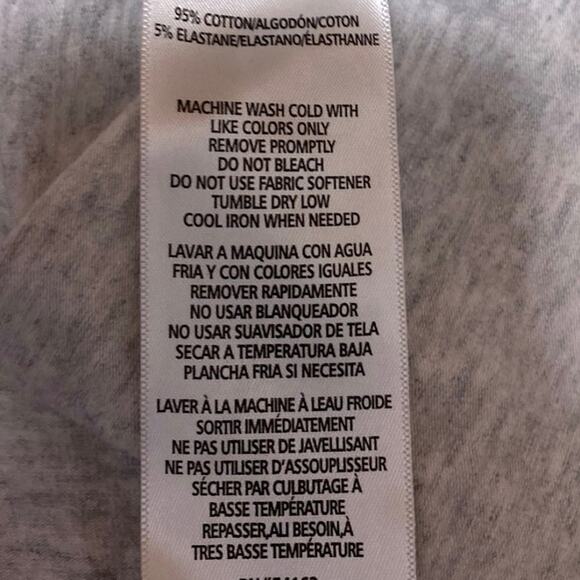 95% COTTON/ALGODÓN/COTON
5% ELASTANE/ELASTANO/ÉLASTHANNE
MACHINE WASH COLD WITH
LIKE COLORS ONLY
REMOVE PROMPTLY
DO NOT BLEACH
DO NOT USE FABRIC SOFTENER
TUMBLE DRY LOW
COOL IRON WHEN NEEDED
LAVAR A MAQUINA CON AGUA
FRIA Y CON COLORES IGUALES
REMOVER RAPIDAMENTE
NO USAR BLANQUEADOR
NO USAR SUAVISADOR DE TELA
SECAR A TEMPERATURA BAJA
PLANCHA FRIA SI NECESITA
LAVER À LA MACHINE À LEAU FROIDE
SORTIR IMMÉDIATEMENT
NE PAS UTILISER DE JAVELLISANT
NE PAS UTILISER D'ASSOUPLISSEUR
SÉCHER PAR CULBUTAGE À
BASSE TEMPÉRATURE
REPASSER,ALI BESOIN,À
TRES BASSE TEMPÉRATURE